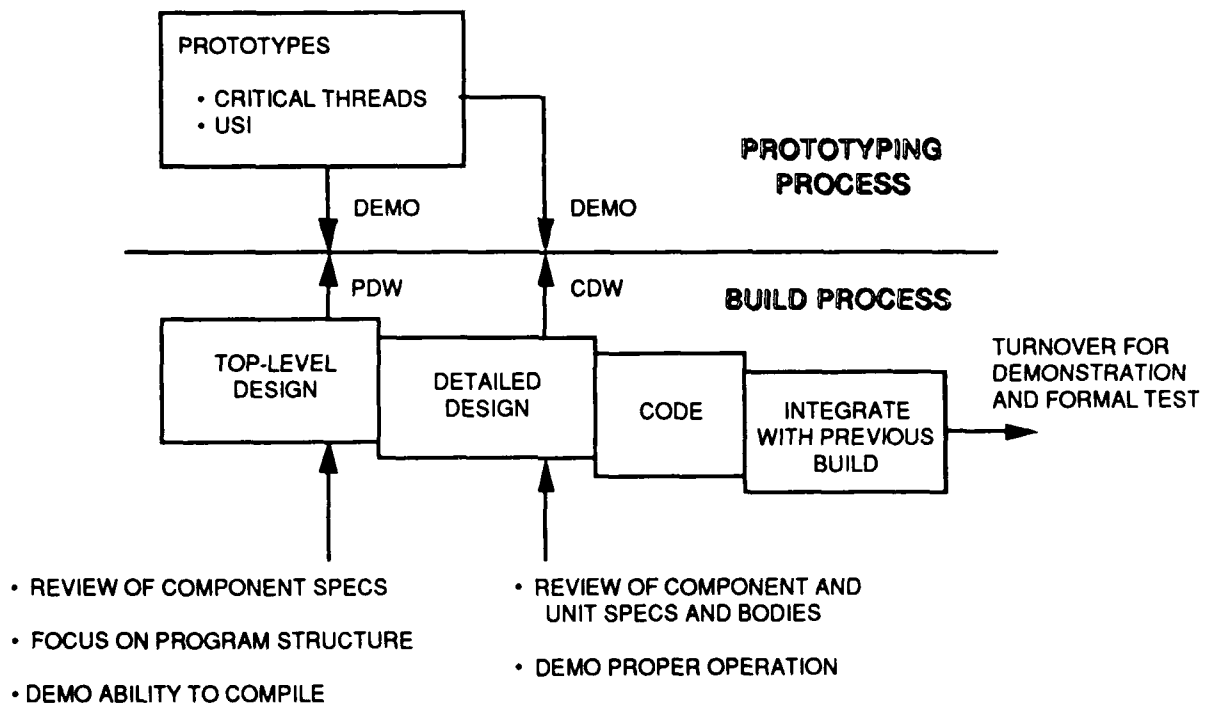 PROTOTYPES
• CRITICAL THREADS
• USI
PROTOTYPING
PROCESS
DEMO
DEMO
PDW
CDW
BUILD PROCESS
TOP-LEVEL
DESIGN
DETAILED
DESIGN
CODE
INTEGRATE
WITH PREVIOUS
BUILD
TURNOVER FOR
DEMONSTRATION
AND FORMAL TEST
• REVIEW OF COMPONENT SPECS
• FOCUS ON PROGRAM STRUCTURE
• DEMO ABILITY TO COMPILE
• REVIEW OF COMPONENT AND
UNIT SPECS AND BODIES
• DEMO PROPER OPERATION